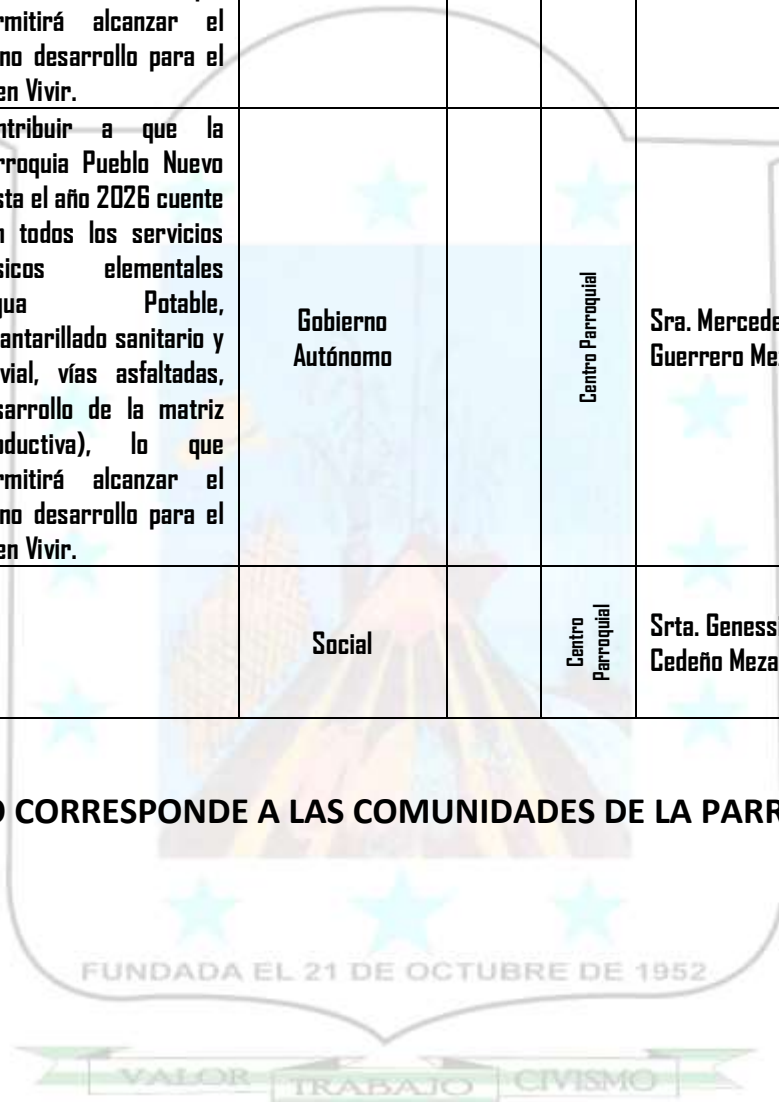 rmitirá alcanzar el
no desarrollo para el
en Vivir.
ntribuir a que la
rroquia Pueblo Nuevo
sta el año 2026 cuente
n todos los servicios
sicos elementales
gua Potable,
antarillado sanitario y
vial, vías asfaltadas,
sarrollo de la matriz
oductiva), lo que
rmitirá alcanzar el
no desarrollo para el
en Vivir.
Gobierno
Autónomo
Centro Parroquial
Sra. Mercede
Guerrero Me
Social
Centro
Parroquial
Srta. Genessi
Cedeño Meza
O CORRESPONDE A LAS COMUNIDADES DE LA PARR
FUNDADA EL 21 DE OCTUBRE DE 1952
VALOR TRABAJO CIVISMO